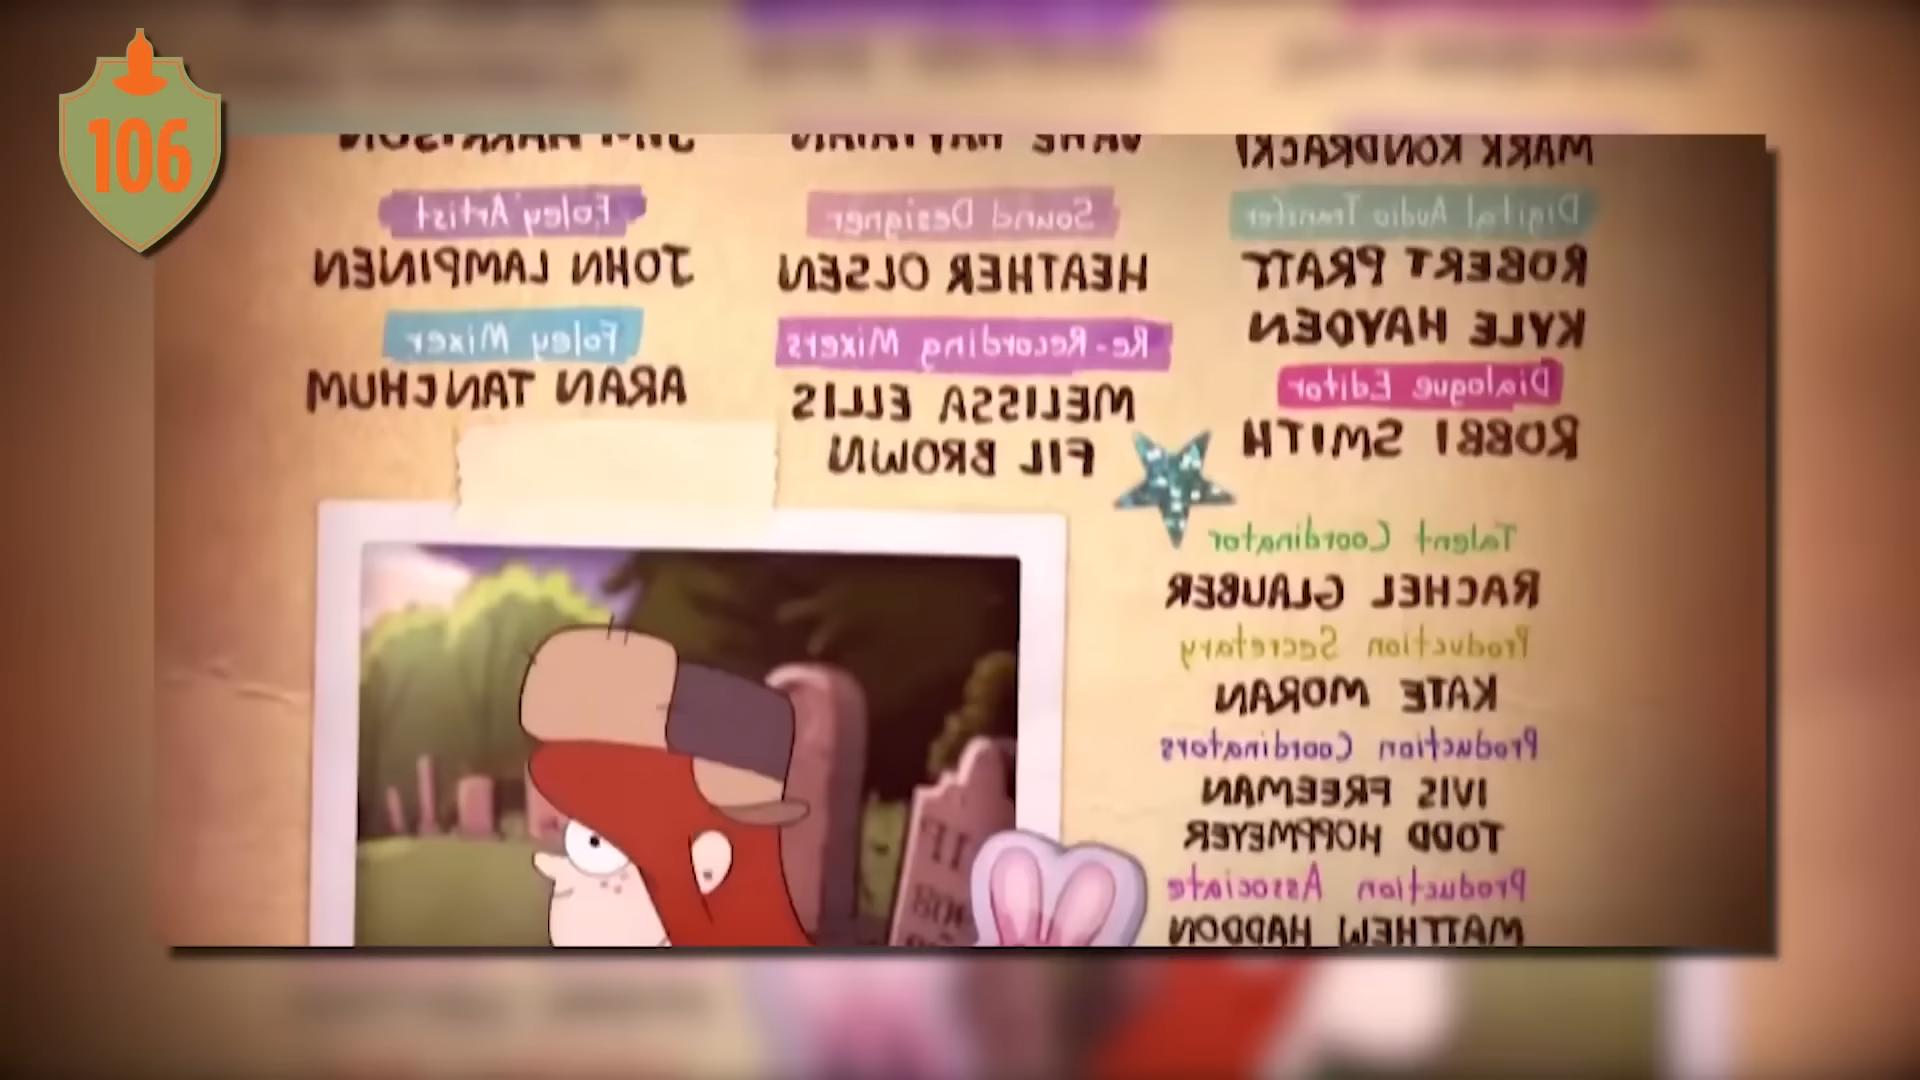 106
MARK KONDRACKI
Digital Audio Transfer
ROBERT PRATT
KYLE HAYDEN
Dialogue Editor
ROBBI SMITH
Talent Coordinator
RACHEL GLAUBER
Production Secretary
KATE MORAN
Production Coordinators
IVIS FREEMAN
TODD HOPPMEYER
Production Associate
MATTHEW HADDON
Sound Designer
HEATHER OLSEN
Re-Recording Mixers
MELISSA ELLIS
FIL BROWN
Foley Artist
JOHN LAMPINEN
Foley Mixer
ARAN TANCHUM